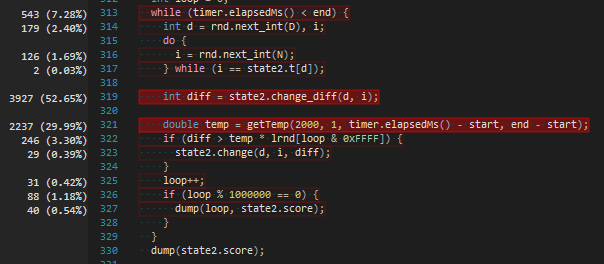 312 int loop = 0;
543 (7.28%) 313 while (timer.elapsedMs() < end) {
179 (2.40%) 314 int d = rnd.next_int(D), i;
315 do {
126 (1.69%) 316 i = rnd.next_int(N);
2 (0.03%) 317 } while (i == state2.t[d]);
318
3927 (52.65%) 319 int diff = state2.change_diff(d, i);
320
2237 (29.99%) 321 double temp = getTemp(2000, 1, timer.elapsedMs() - start, end - start);
246 (3.30%) 322 if (diff > temp * lrnd[loop & 0xFFFF]) {
29 (0.39%) 323 state2.change(d, i, diff);
324 }
31 (0.42%) 325 loop++;
88 (1.18%) 326 if (loop % 1000000 == 0) {
40 (0.54%) 327 dump(loop, state2.score);
328 }
329 }
330 dump(state2.score);
331